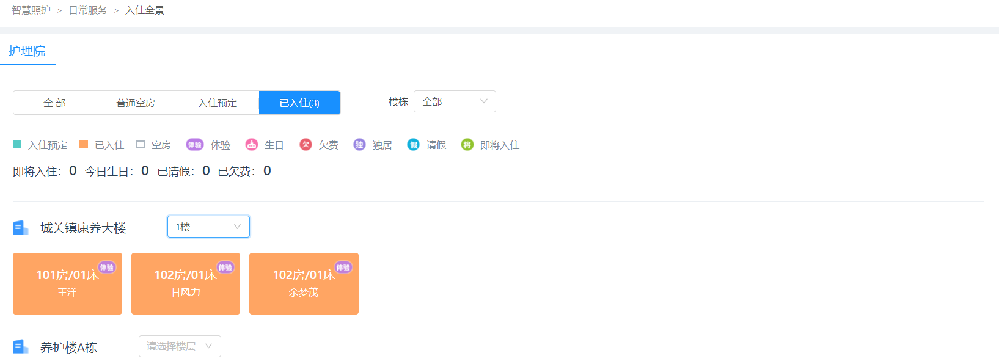 智慧照护 > 日常服务 > 入住全景
护理院
全 部 普通空房 入住预定 已入住(3) 楼栋 全部
入住预定 已入住 空房 体验 体验 生日 欠 欠费 独 独居 假 请假 将 即将入住
即将入住： 0 今日生日： 0 已请假： 0 已欠费： 0
城关镇康养大楼 1楼
101房/01床 体验 102房/01床 体验 102房/01床 体验
王洋 甘风力 余梦茂
养护楼A栋 请选择楼层